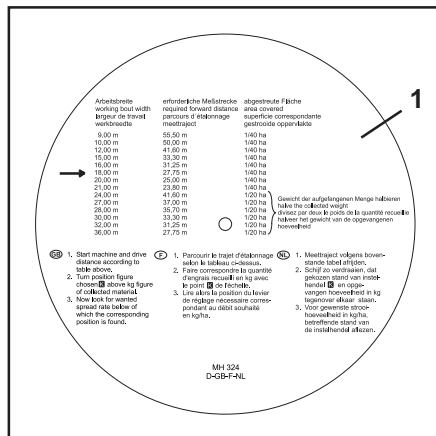 1
Arbeitsbreite erforderliche Meßstrecke abgestreute Fläche
working bout width required forward distance area covered
largeur de travail parcours d'étalonnage superficie correspondante
werkbreedte meettraject gestrooide oppervlakte
9,00 m 55,50 m 1/40 ha
10,00 m 50,00 m 1/40 ha
12,00 m 41,60 m 1/40 ha
15,00 m 33,30 m 1/40 ha
16,00 m 31,25 m 1/40 ha
18,00 m 27,75 m 1/40 ha
20,00 m 25,00 m 1/40 ha
21,00 m 23,80 m 1/40 ha
24,00 m 41,60 m 1/20 ha
27,00 m 37,00 m 1/20 ha
28,00 m 35,70 m 1/20 ha
30,00 m 33,30 m 1/20 ha
32,00 m 31,25 m 1/20 ha
36,00 m 27,75 m 1/20 ha
Gewicht der aufgefangenen Menge halbieren
halve the collected weight
divisez par deux le poids de la quantité recueillie
halveer het gewicht van de opgevangenen
hoeveelheid
GB 1. Start machine and drive
distance according to
table above.
2. Turn position figure
chosen K above kg figure
of collected material.
3. Now look for wanted
spread rate below of
which the corresponding
position is found.
F 1. Parcourir le trajet d'étalonnage
selon le tableau ci-dessus.
2. Faire correspondre la quantité
d'engrais recueilli en kg avec
le point K de l'échelle.
3. Lire alors la position du levier
de réglage nécessaire corres-
pondant au débit souhaité
en kg/ha.
NL 1. Meettraject volgens boven-
stande tabel afrijden.
2. Schijf zo verdraaien, dat
gekozen stand van instel-
hendel K en opge-
vangen hoeveelheid in kg
tegenover elkaar staan.
3. Voor gewenste strooi-
hoeveelheid in kg/ha,
betreffende stand van
de instelhendel aflezen.
MH 324
D-GB-F-NL